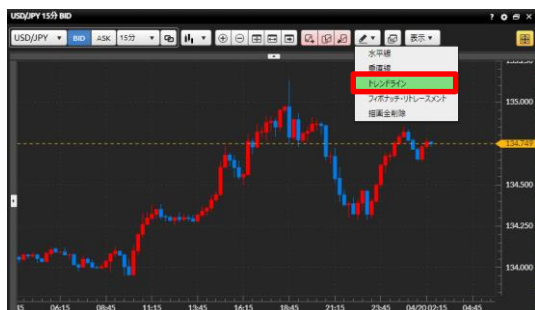 USD/JPY 15分 BID
USD/JPY BID ASK 15分 表示
水平線
垂直線
トレンドライン
フィボナッチ・リトレースメント
描画全削除
135.000
134.749
134.500
134.250
134.000
06:15 08:45 11:15 13:45 16:15 18:45 21:15 23:45 04/20 02:15 04:45